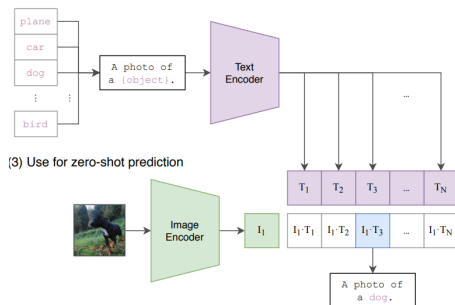 plane
car
dog
⋮ ⋮
bird
A photo of
a {object}.
Text
Encoder
...
(3) Use for zero-shot prediction
T1 T2 T3 ... TN
Image
Encoder
I1
I1·T1 I1·T2 I1·T3 ... I1·TN
A photo of
a dog.